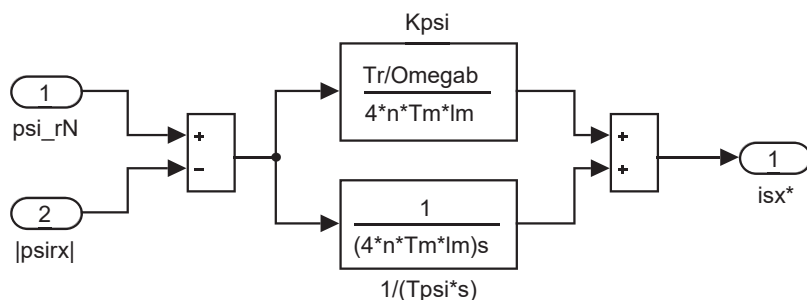 Kpsi
1
psi_rN
Tr/Omegab
4*n*Tm*lm
+
−
+
+
1
isx*
2
|psirx|
1
(4*n*Tm*lm)s
1/(Tpsi*s)